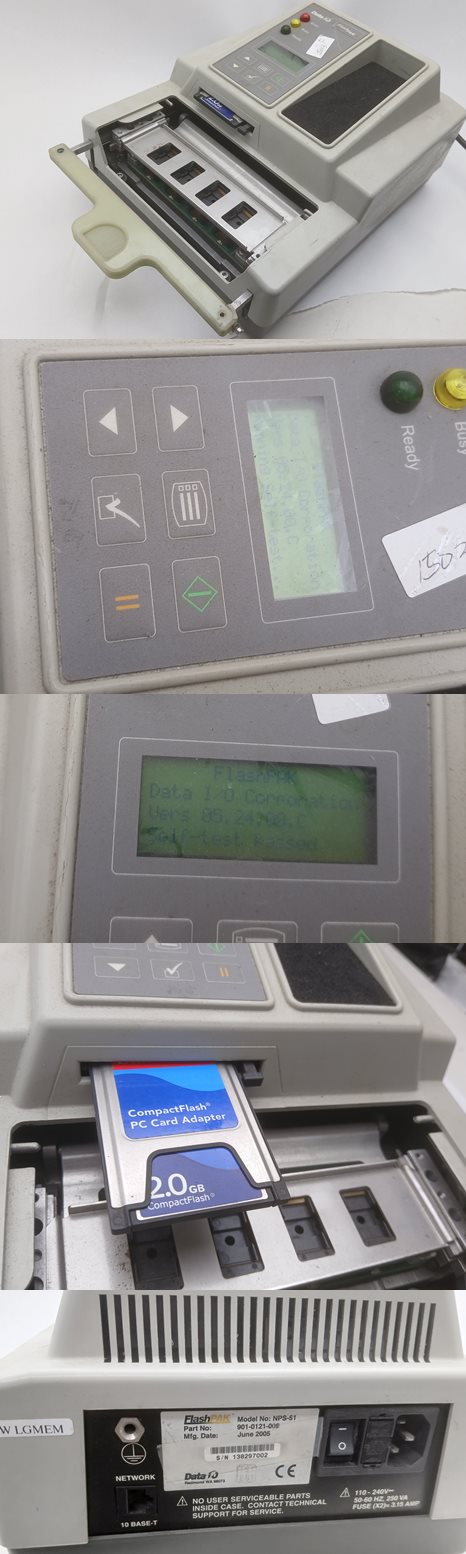 Data I/O
FlashPAK
Ready
Busy
FlashPAK
Data I/O Corporation
Vers 05.24.00.C
Self-test Passed
CompactFlash®
PC Card Adapter
2.0GB
CompactFlash®
W LGMEM
FlashPAK Model No: NPS-51
Part No: 901-0121-006
Mfg. Date: June 2005
S/N 138297002
Data I/O
Redmond WA 98073
CE
NETWORK
10 BASE-T
NO USER SERVICEABLE PARTS
INSIDE CASE. CONTACT TECHNICAL
SUPPORT FOR SERVICE.
110 - 240V~
50-60 HZ, 250 VA
FUSE (X2)= 3.15 AMP